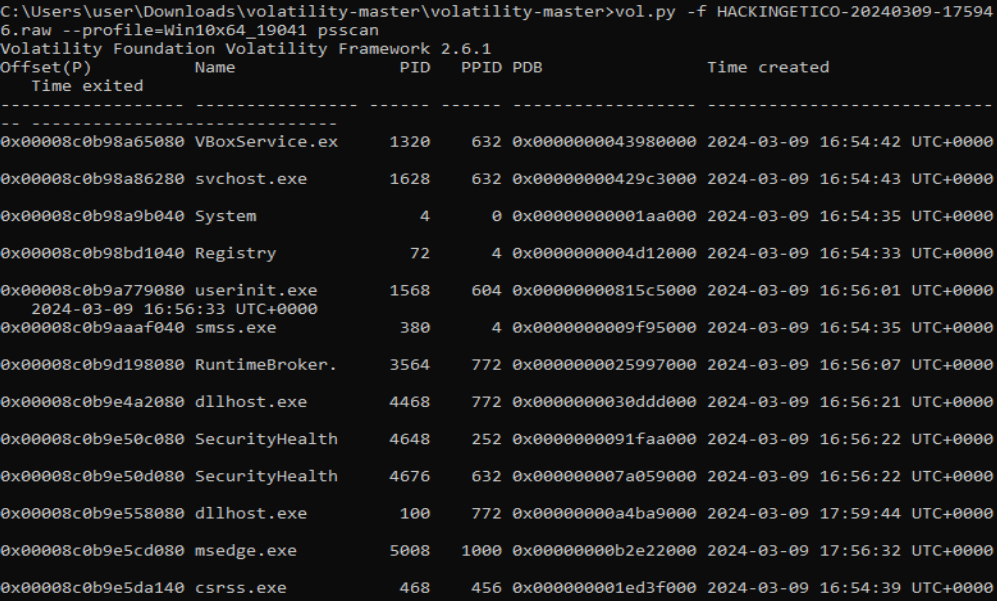 C:\Users\user\Downloads\volatility-master\volatility-master>vol.py -f HACKINGETICO-20240309-17594
6.raw --profile=Win10x64_19041 psscan
Volatility Foundation Volatility Framework 2.6.1
Offset(P)          Name                PID   PPID PDB                Time created
   Time exited
------------------ ---------------- ------ ------ ------------------ ----------------------------
-- ------------------------------
0x00008c0b98a65080 VBoxService.ex     1320    632 0x0000000043980000 2024-03-09 16:54:42 UTC+0000
0x00008c0b98a86280 svchost.exe        1628    632 0x00000000429c3000 2024-03-09 16:54:43 UTC+0000
0x00008c0b98a9b040 System                4      0 0x00000000001aa000 2024-03-09 16:54:35 UTC+0000
0x00008c0b98bd1040 Registry             72      4 0x0000000004d12000 2024-03-09 16:54:33 UTC+0000
0x00008c0b9a779080 userinit.exe       1568    604 0x00000000815c5000 2024-03-09 16:56:01 UTC+0000
   2024-03-09 16:56:33 UTC+0000
0x00008c0b9aaaf040 smss.exe            380      4 0x0000000009f95000 2024-03-09 16:54:35 UTC+0000
0x00008c0b9d198080 RuntimeBroker.     3564    772 0x0000000025997000 2024-03-09 16:56:07 UTC+0000
0x00008c0b9e4a2080 dllhost.exe        4468    772 0x0000000030ddd000 2024-03-09 16:56:21 UTC+0000
0x00008c0b9e50c080 SecurityHealth     4648    252 0x0000000091faa000 2024-03-09 16:56:22 UTC+0000
0x00008c0b9e50d080 SecurityHealth     4676    632 0x000000007a059000 2024-03-09 16:56:22 UTC+0000
0x00008c0b9e558080 dllhost.exe         100    772 0x00000000a4ba9000 2024-03-09 17:59:44 UTC+0000
0x00008c0b9e5cd080 msedge.exe         5008   1000 0x00000000b2e22000 2024-03-09 17:56:32 UTC+0000
0x00008c0b9e5da140 csrss.exe           468    456 0x000000001ed3f000 2024-03-09 16:54:39 UTC+0000